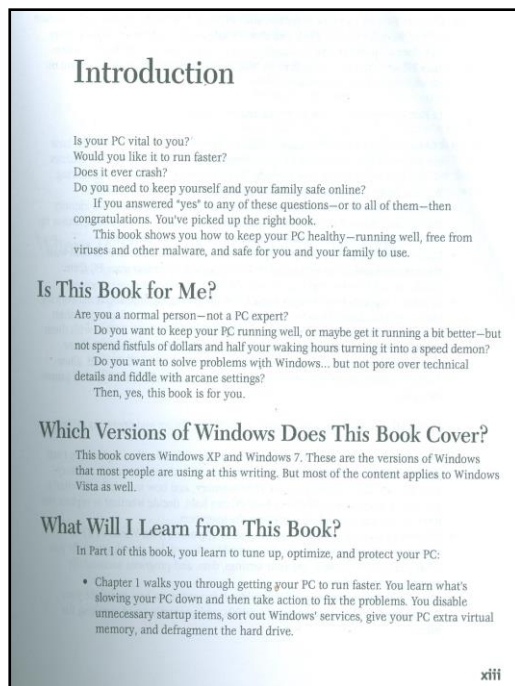 Introduction
Is your PC vital to you?
Would you like it to run faster?
Does it ever crash?
Do you need to keep yourself and your family safe online?
If you answered "yes" to any of these questions—or to all of them—then
congratulations. You've picked up the right book.
This book shows you how to keep your PC healthy—running well, free from
viruses and other malware, and safe for you and your family to use.
Is This Book for Me?
Are you a normal person—not a PC expert?
Do you want to keep your PC running well, or maybe get it running a bit better—but
not spend fistfuls of dollars and half your waking hours turning it into a speed demon?
Do you want to solve problems with Windows... but not pore over technical
details and fiddle with arcane settings?
Then, yes, this book is for you.
Which Versions of Windows Does This Book Cover?
This book covers Windows XP and Windows 7. These are the versions of Windows
that most people are using at this writing. But most of the content applies to Windows
Vista as well.
What Will I Learn from This Book?
In Part I of this book, you learn to tune up, optimize, and protect your PC:
• Chapter 1 walks you through getting your PC to run faster. You learn what's
slowing your PC down and then take action to fix the problems. You disable
unnecessary startup items, sort out Windows' services, give your PC extra virtual
memory, and defragment the hard drive.
xiii